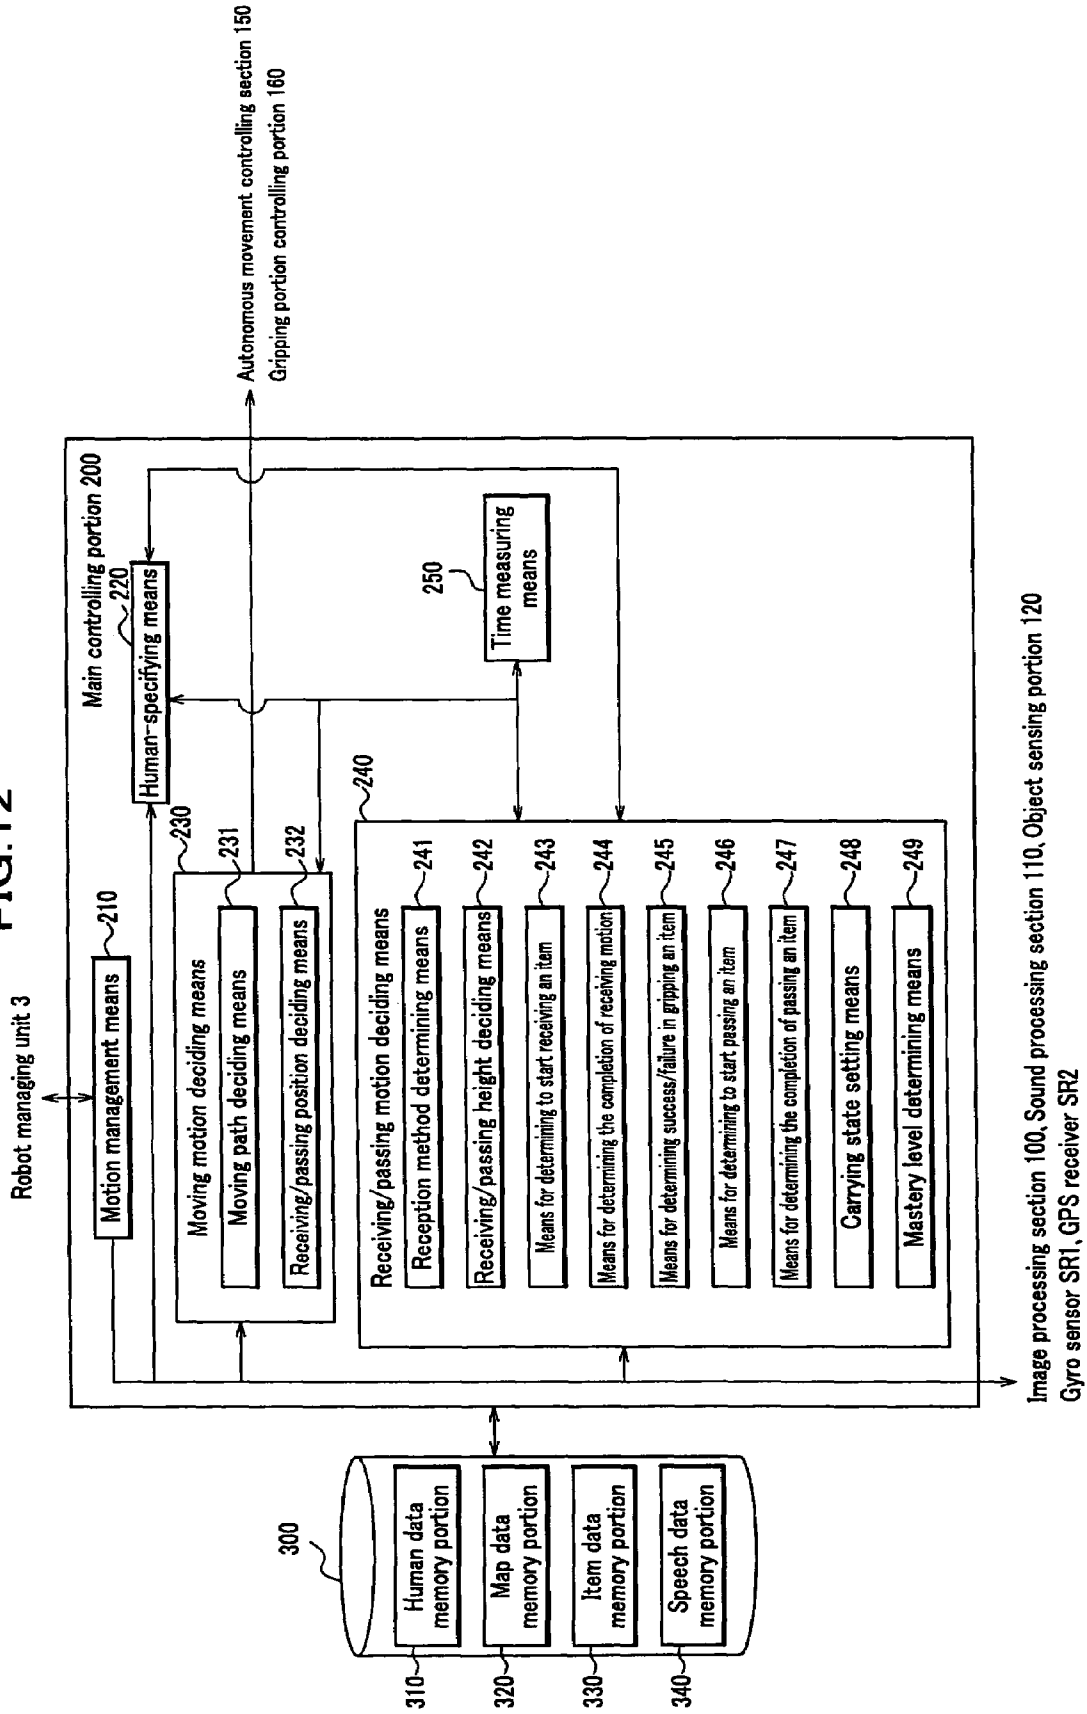 FIG.12
Robot managing unit 3
Main controlling portion 200
210
Motion management means
220
Human-specifying means
230
Moving motion deciding means
231
Moving path deciding means
232
Receiving/passing position deciding means
Autonomous movement controlling section 150
Gripping portion controlling portion 160
240
Receiving/passing motion deciding means
Reception method determining means
241
Receiving/passing height deciding means
242
Means for determining to start receiving an item
243
Means for determining the completion of receiving motion
244
Means for determining success/failure in gripping an item
245
Means for determining to start passing an item
246
Means for determining the completion of passing an item
247
Carrying state setting means
248
Mastery level determining means
249
250
Time measuring
means
300
310
Human data
memory portion
320
Map data
memory portion
330
Item data
memory portion
340
Speech data
memory portion
Image processing section 100, Sound processing section 110, Object sensing portion 120
Gyro sensor SR1, GPS receiver SR2